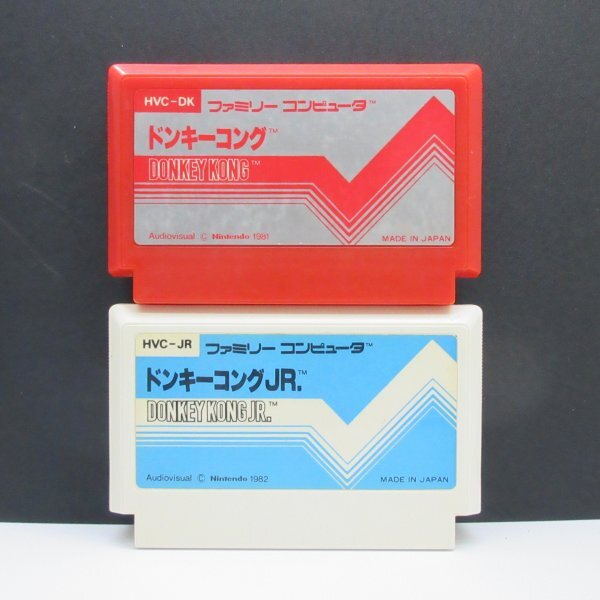 HVC-DK ファミリー コンピュータ™
ドンキーコング™
DONKEY KONG™
Audiovisual © Nintendo 1981 MADE IN JAPAN
HVC-JR ファミリー コンピュータ™
ドンキーコングJR.™
DONKEY KONG JR.™
Audiovisual © Nintendo 1982 MADE IN JAPAN